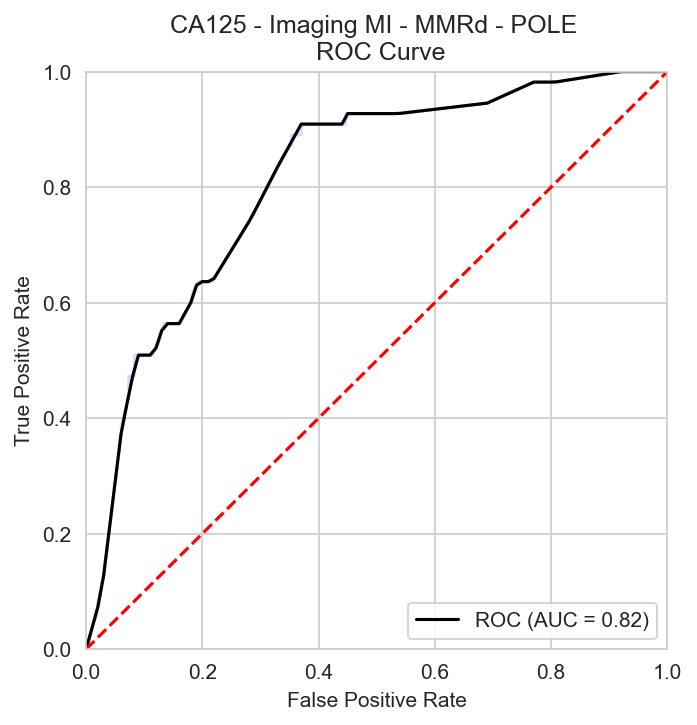 CA125 - Imaging MI - MMRd - POLE
ROC Curve
1.0
0.8
0.6
0.4
0.2
0.0
True Positive Rate
ROC (AUC = 0.82)
0.0 0.2 0.4 0.6 0.8 1.0
False Positive Rate